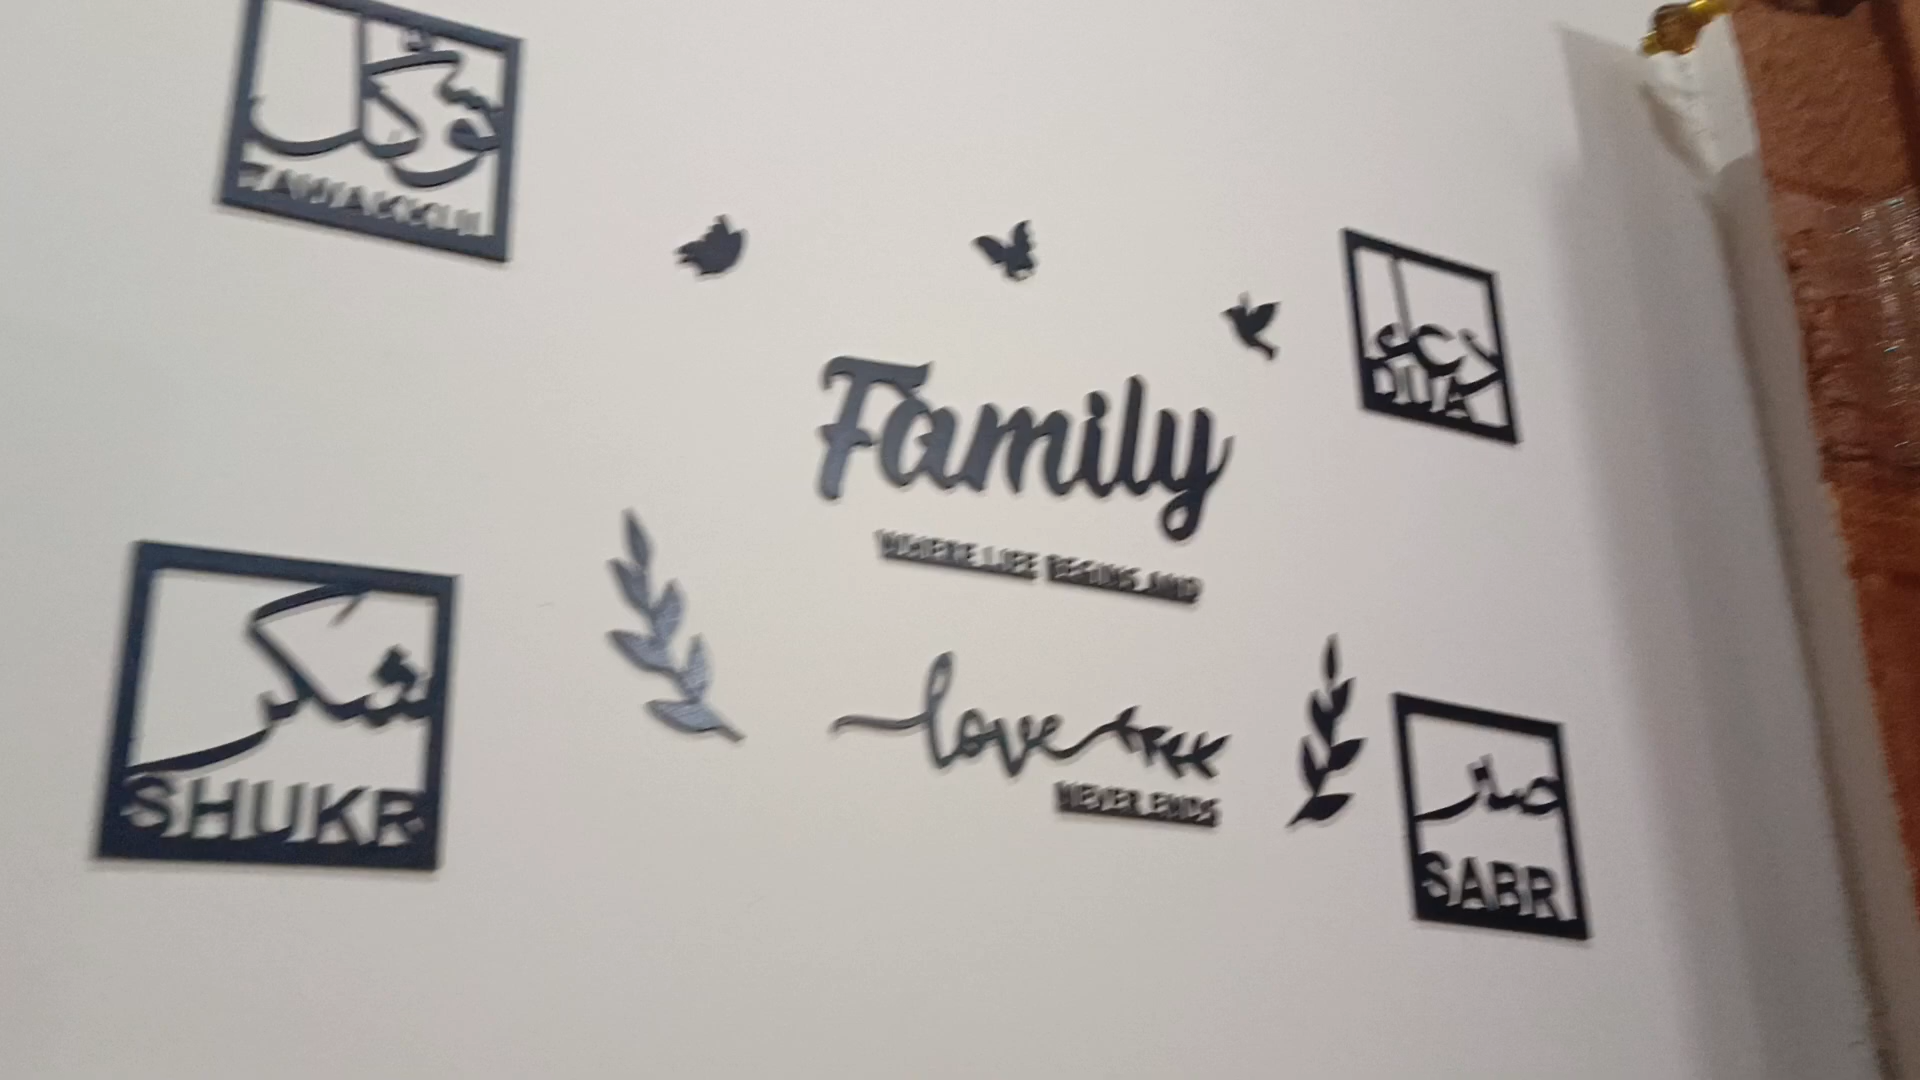 توكل
TAWAKKUL
دعاء
DUA
Family
WHERE LIFE BEGINS AND
love
NEVER ENDS
شكر
SHUKR
صبر
SABR